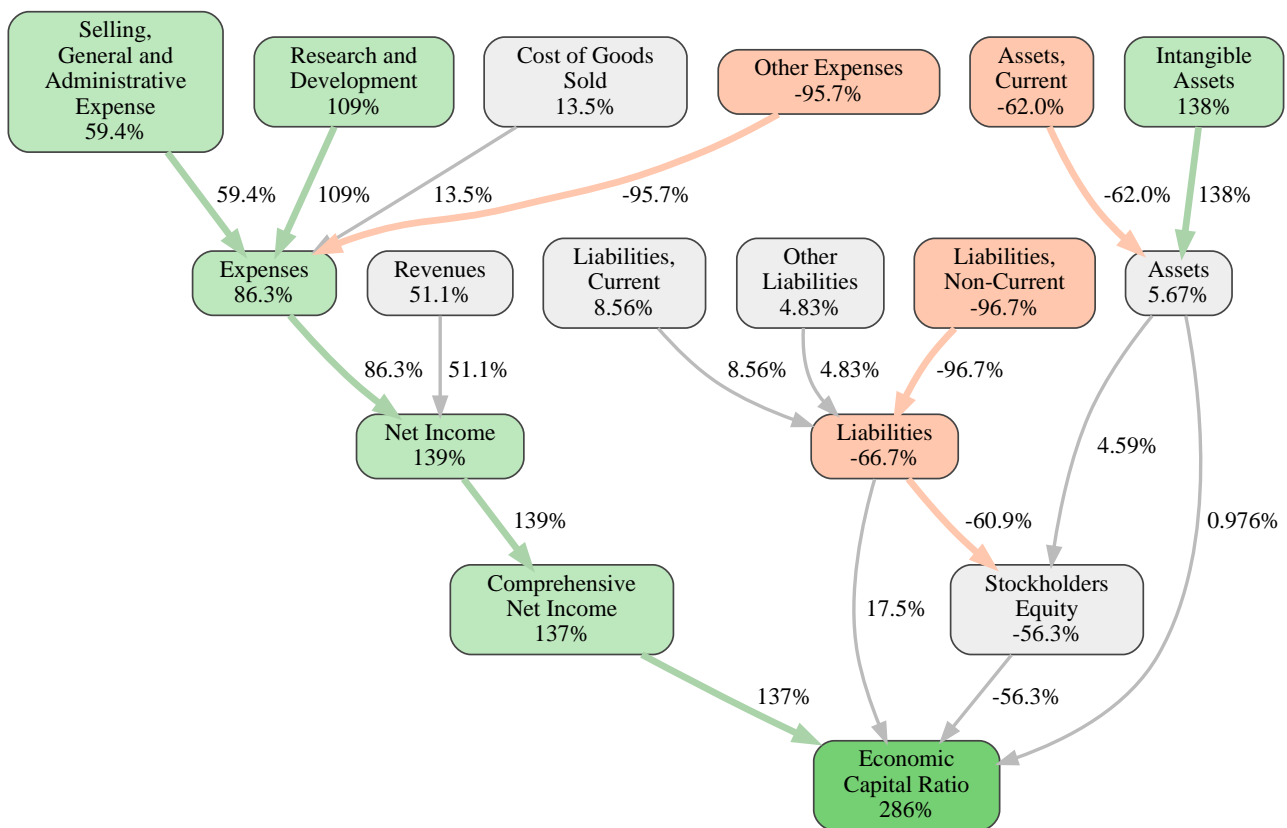 Selling,
General and
Administrative
Expense
59.4%
Research and
Development
109%
Cost of Goods
Sold
13.5%
Other Expenses
-95.7%
Assets,
Current
-62.0%
Intangible
Assets
138%
59.4%
109%
13.5%
-95.7%
-62.0%
138%
Expenses
86.3%
Revenues
51.1%
Liabilities,
Current
8.56%
Other
Liabilities
4.83%
Liabilities,
Non-Current
-96.7%
Assets
5.67%
86.3%
51.1%
8.56%
4.83%
-96.7%
Net Income
139%
Liabilities
-66.7%
4.59%
139%
-60.9%
0.976%
Comprehensive
Net Income
137%
17.5%
Stockholders
Equity
-56.3%
137%
-56.3%
Economic
Capital Ratio
286%